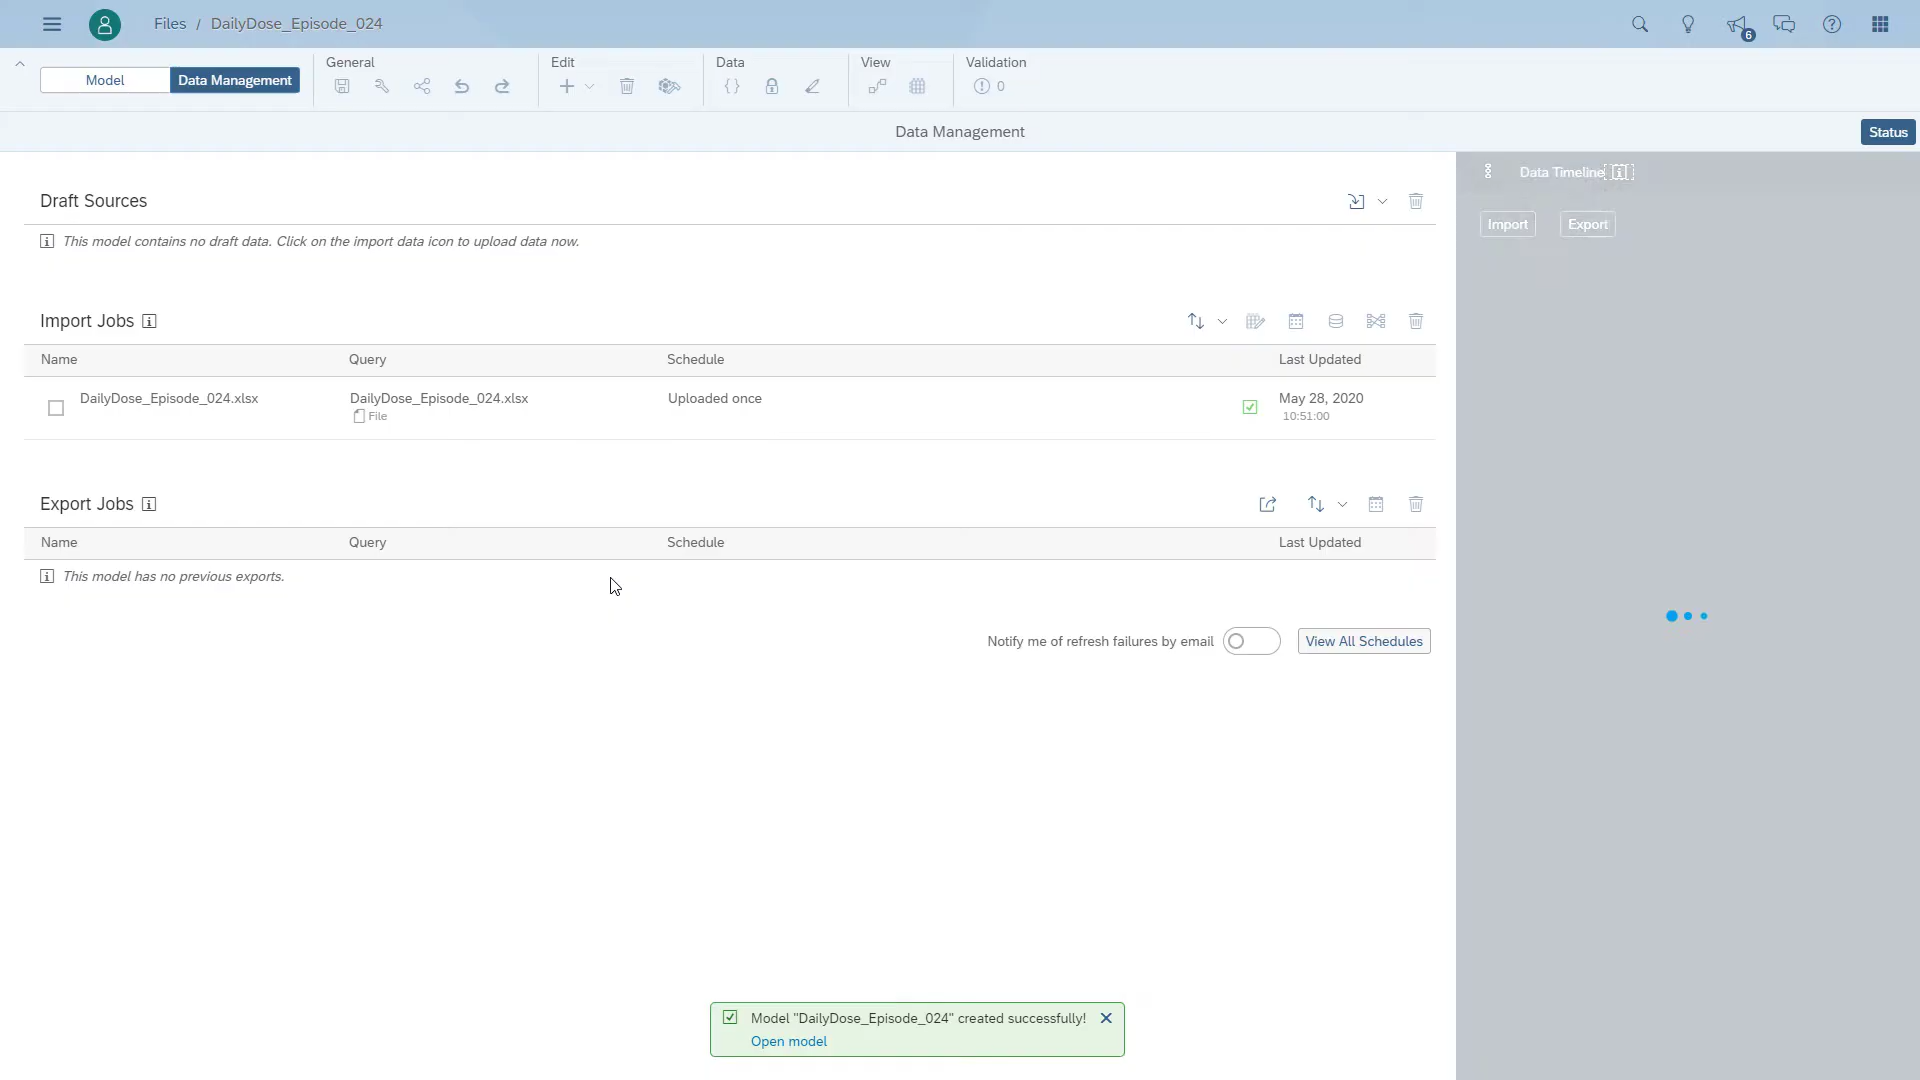 Files / DailyDose_Episode_024
6
Model
Data Management
General
Edit
Data
View
Validation
0
Data Management
Status
Draft Sources
This model contains no draft data. Click on the import data icon to upload data now.
Import Jobs
Name Query Schedule Last Updated
DailyDose_Episode_024.xlsx DailyDose_Episode_024.xlsx Uploaded once May 28, 2020
File 10:51:00
Export Jobs
Name Query Schedule Last Updated
This model has no previous exports.
Notify me of refresh failures by email View All Schedules
Data Timeline
Import Export
Model "DailyDose_Episode_024" created successfully!
Open model